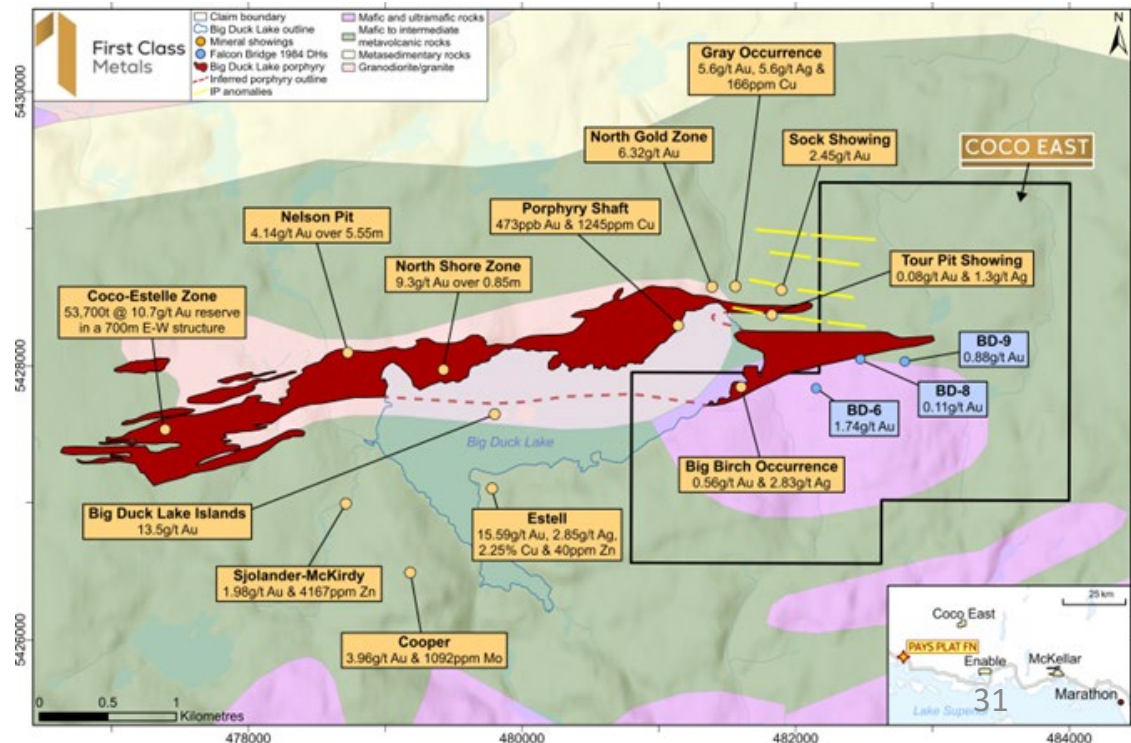 First Class
Metals
Claim boundary
Big Duck Lake outline
Mineral showings
Falcon Bridge 1984 DHs
Big Duck Lake porphyry
Inferred porphyry outline
IP anomalies
Mafic and ultramafic rocks
Mafic to intermediate
metavolcanic rocks
Metasedimentary rocks
Granodiorite/granite
N
5430000
5428000
5426000
Gray Occurrence
5.6g/t Au, 5.6g/t Ag &
166ppm Cu
North Gold Zone
6.32g/t Au
Sock Showing
2.45g/t Au
COCO EAST
Nelson Pit
4.14g/t Au over 5.55m
Porphyry Shaft
473ppb Au & 1245ppm Cu
North Shore Zone
9.3g/t Au over 0.85m
Tour Pit Showing
0.08g/t Au & 1.3g/t Ag
Coco-Estelle Zone
53,700t @ 10.7g/t Au reserve
in a 700m E-W structure
BD-9
0.88g/t Au
BD-8
0.11g/t Au
BD-6
1.74g/t Au
Big Duck Lake
Big Birch Occurrence
0.56g/t Au & 2.83g/t Ag
Big Duck Lake Islands
13.5g/t Au
Estell
15.59g/t Au, 2.85g/t Ag,
2.25% Cu & 40ppm Zn
Sjolander-McKirdy
1.98g/t Au & 4167ppm Zn
Cooper
3.96g/t Au & 1092ppm Mo
25 km
Coco East
PAYS PLAT FN
Enable
McKellar
Marathon
Lake Superior
31
0 0.5 1
Kilometres
478000 480000 482000 484000